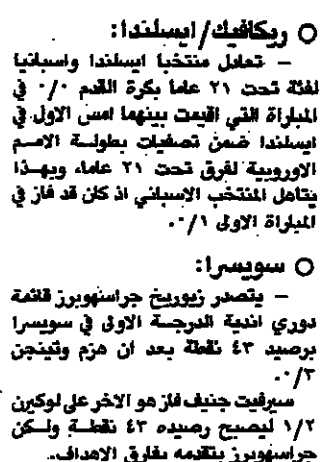 ○ ريكافيك/ايسلندا:
– تعادل منتخبا ايسلندا واسبانيا
لفئة تحت ٢١ عاما بكرة القدم ٠/٠ في
المباراة التي اقيمت بينهما امس الاول في
ايسلندا ضمن تصفيات بطولة الامم
الاوروبية لفرق تحت ٢١ عاما، وبهذا
يتاهل المنتخب الاسباني اذ كان قد فاز في
المباراة الاولى ٠/١.
○ سويسرا:
– يتصدر زيوريخ جراسنهوبرز قائمة
دوري اندية الدرجة الاولى في سويسرا
برصيد ٤٣ نقطة بعد ان هزم وتينجن
٠/٣.
سيرفيت جنيف فاز هو الاخر على لوكيرن
١/٢ ليصبح رصيده ٤٣ نقطة ولكن
جراسنهوبرز يتقدمه بفارق الاهداف.